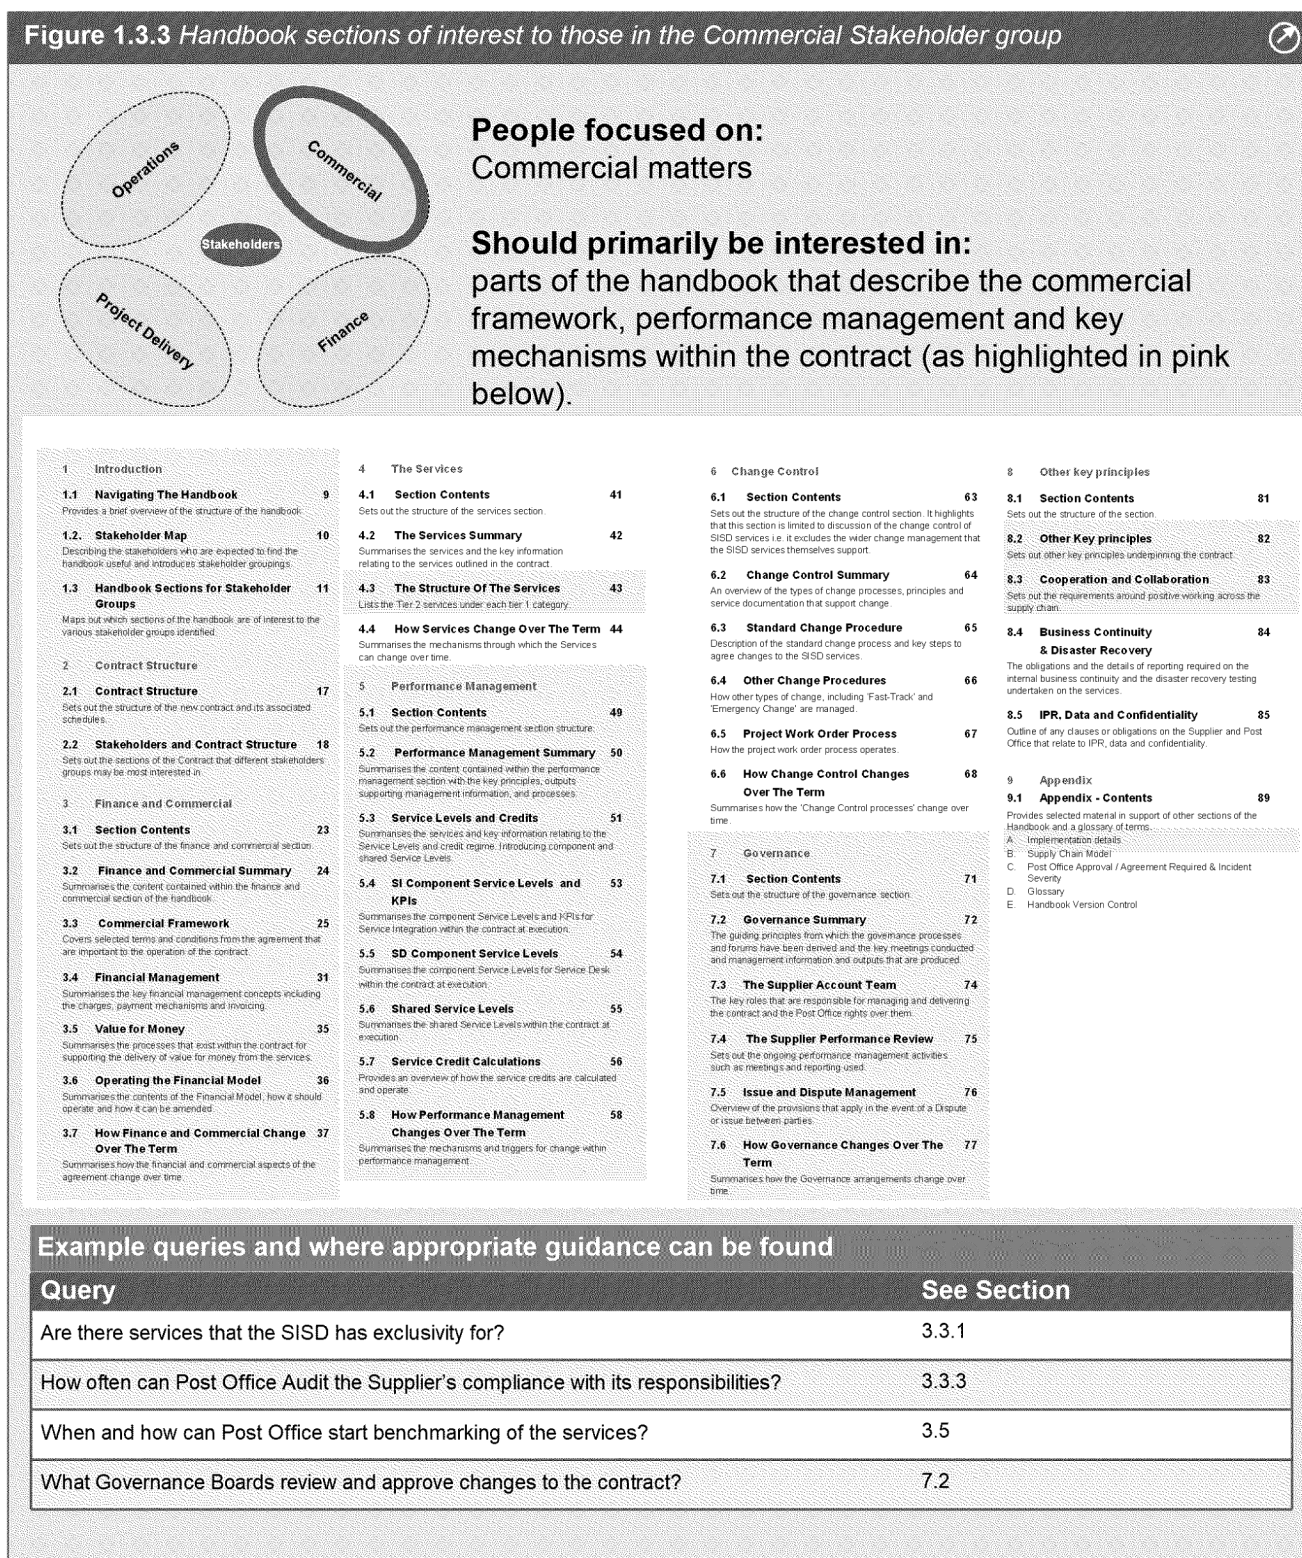 Figure 1.3.3 Handbook sections of interest to those in the Commercial Stakeholder group
Operations
Commercial
Stakeholders
Project Delivery
Finance
People focused on:
Commercial matters
Should primarily be interested in:
parts of the handbook that describe the commercial
framework, performance management and key
mechanisms within the contract (as highlighted in pink
below).
1 Introduction
1.1 Navigating The Handbook 9
Provides a brief overview of the structure of the handbook
1.2. Stakeholder Map 10
Describing the stakeholders who are expected to find the
handbook useful and introduces stakeholder groupings.
1.3 Handbook Sections for Stakeholder 11
Groups
Maps out which sections of the handbook are of interest to the
various stakeholder groups identified.
2 Contract Structure
2.1 Contract Structure 17
Sets out the structure of the new contract and its associated
schedules.
2.2 Stakeholders and Contract Structure 18
Sets out the sections of the Contract that different stakeholders
groups may be most interested in
3 Finance and Commercial
3.1 Section Contents 23
Sets out the structure of the finance and commercial section.
3.2 Finance and Commercial Summary 24
Summarises the content contained within the finance and
commercial section of the handbook
3.3 Commercial Framework 25
Covers selected terms and conditions from the agreement that
are important to the operation of the contract.
3.4 Financial Management 31
Summarises the key financial management concepts including
the charges, payment mechanisms and invoicing.
3.5 Value for Money 35
Summarises the processes that exist within the contract for
supporting the delivery of value for money from the services.
3.6 Operating the Financial Model 36
Summarises the contents of the Financial Model, how it should
operate and how it can be amended
3.7 How Finance and Commercial Change 37
Over The Term
Summarises how the financial and commercial aspects of the
agreement change over time.
4 The Services
4.1 Section Contents 41
Sets out the structure of the services section.
4.2 The Services Summary 42
Summarises the services and the key information
relating to the services outlined in the contract.
4.3 The Structure Of The Services 43
Lists the Tier 2 services under each tier 1 category.
4.4 How Services Change Over The Term 44
Summarises the mechanisms through which the Services
can change over time.
5 Performance Management
5.1 Section Contents 49
Sets out the performance management section structure.
5.2 Performance Management Summary 50
Summarises the content contained within the performance
management section with the key principles, outputs
supporting management information, and processes.
5.3 Service Levels and Credits 51
Summarises the services and key information relating to the
Service Levels and credit regime. Introducing component and
shared Service Levels.
5.4 SI Component Service Levels and 53
KPIs
Summarises the component Service Levels and KPIs for
Service Integration within the contract at execution.
5.5 SD Component Service Levels 54
Summarises the component Service Levels for Service Desk
within the contract at execution.
5.6 Shared Service Levels 55
Summarises the shared Service Levels within the contract at
execution.
5.7 Service Credit Calculations 56
Provides an overview of how the service credits are calculated
and operate.
5.8 How Performance Management 58
Changes Over The Term
Summarises the mechanisms and triggers for change within
performance management.
6 Change Control
6.1 Section Contents 63
Sets out the structure of the change control section. It highlights
that this section is limited to discussion of the change control of
SISD services i.e. it excludes the wider change management that
the SISD services themselves support.
6.2 Change Control Summary 64
An overview of the types of change processes, principles and
service documentation that support change.
6.3 Standard Change Procedure 65
Description of the standard change process and key steps to
agree changes to the SISD services.
6.4 Other Change Procedures 66
How other types of change, including 'Fast-Track' and
'Emergency Change' are managed.
6.5 Project Work Order Process 67
How the project work order process operates.
6.6 How Change Control Changes 68
Over The Term
Summarises how the 'Change Control processes' change over
time.
7 Governance
7.1 Section Contents 71
Sets out the structure of the governance section.
7.2 Governance Summary 72
The guiding principles from which the governance processes
and forums have been derived and the key meetings conducted
and management information and outputs that are produced.
7.3 The Supplier Account Team 74
The key roles that are responsible for managing and delivering
the contract and the Post Office rights over them.
7.4 The Supplier Performance Review 75
Sets out the ongoing performance management activities
such as meetings and reporting used.
7.5 Issue and Dispute Management 76
Overview of the provisions that apply in the event of a Dispute
or issue between parties.
7.6 How Governance Changes Over The 77
Term
Summarises how the Governance arrangements change over
time.
8 Other key principles
8.1 Section Contents 81
Sets out the structure of the section.
8.2 Other Key principles 82
Sets out other key principles underpinning the contract.
8.3 Cooperation and Collaboration 83
Sets out the requirements around positive working across the
supply chain.
8.4 Business Continuity 84
& Disaster Recovery
The obligations and the details of reporting required on the
internal business continuity and the disaster recovery testing
undertaken on the services.
8.5 IPR, Data and Confidentiality 85
Outline of any clauses or obligations on the Supplier and Post
Office that relate to IPR, data and confidentiality.
9 Appendix
9.1 Appendix - Contents 89
Provides selected material in support of other sections of the
Handbook and a glossary of terms.
A. Implementation details
B. Supply Chain Model
C. Post Office Approval / Agreement Required & Incident
Severity
D. Glossary
E. Handbook Version Control
Example queries and where appropriate guidance can be found
Query See Section
Are there services that the SISD has exclusivity for? 3.3.1
How often can Post Office Audit the Supplier's compliance with its responsibilities? 3.3.3
When and how can Post Office start benchmarking of the services? 3.5
What Governance Boards review and approve changes to the contract? 7.2